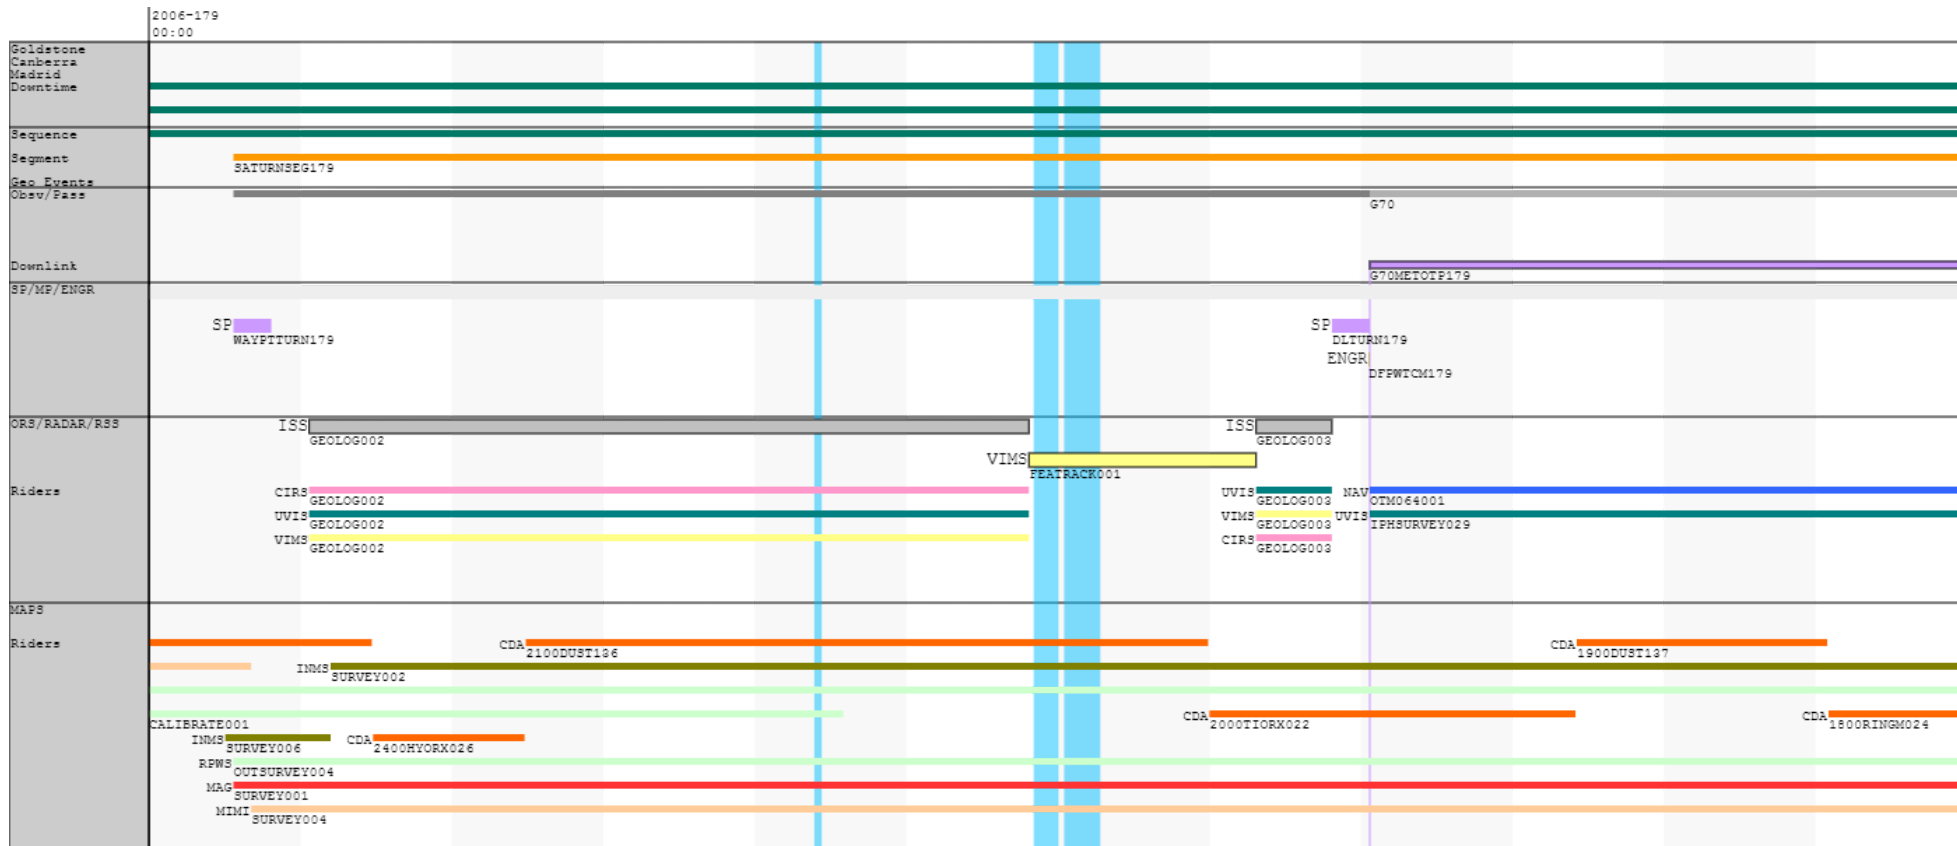 2006-179
00:00
Goldstone
Canberra
Madrid
Downtime
Sequence
Segment
SATURNSEG179
Geo Events
Obsv/Pass
G70
Downlink
G70METOTP179
SP/MP/ENGR
SP SP
WAYPTTURN179 DLTURN179
ENGR
DFPWTCM179
ORS/RADAR/RSS ISS ISS
GEOLOG002 GEOLOG003
VIMS
FEATRACK001
Riders CIRS UVIS NAV
GEOLOG002 GEOLOG003 OTM064001
UVIS VIMS UVIS
GEOLOG002 GEOLOG003 IPHSURVEY029
VIMS CIRS
GEOLOG002 GEOLOG003
MAPS
Riders CDA CDA
2100DUST136 1900DUST137
INMS
SURVEY002
CDA CDA
CALIBRATE001 2000TIORX022 1800RINGM024
INMS CDA
SURVEY006 2400HYORX026
RPWS
OUTSURVEY004
MAG
SURVEY001
MIMI
SURVEY004